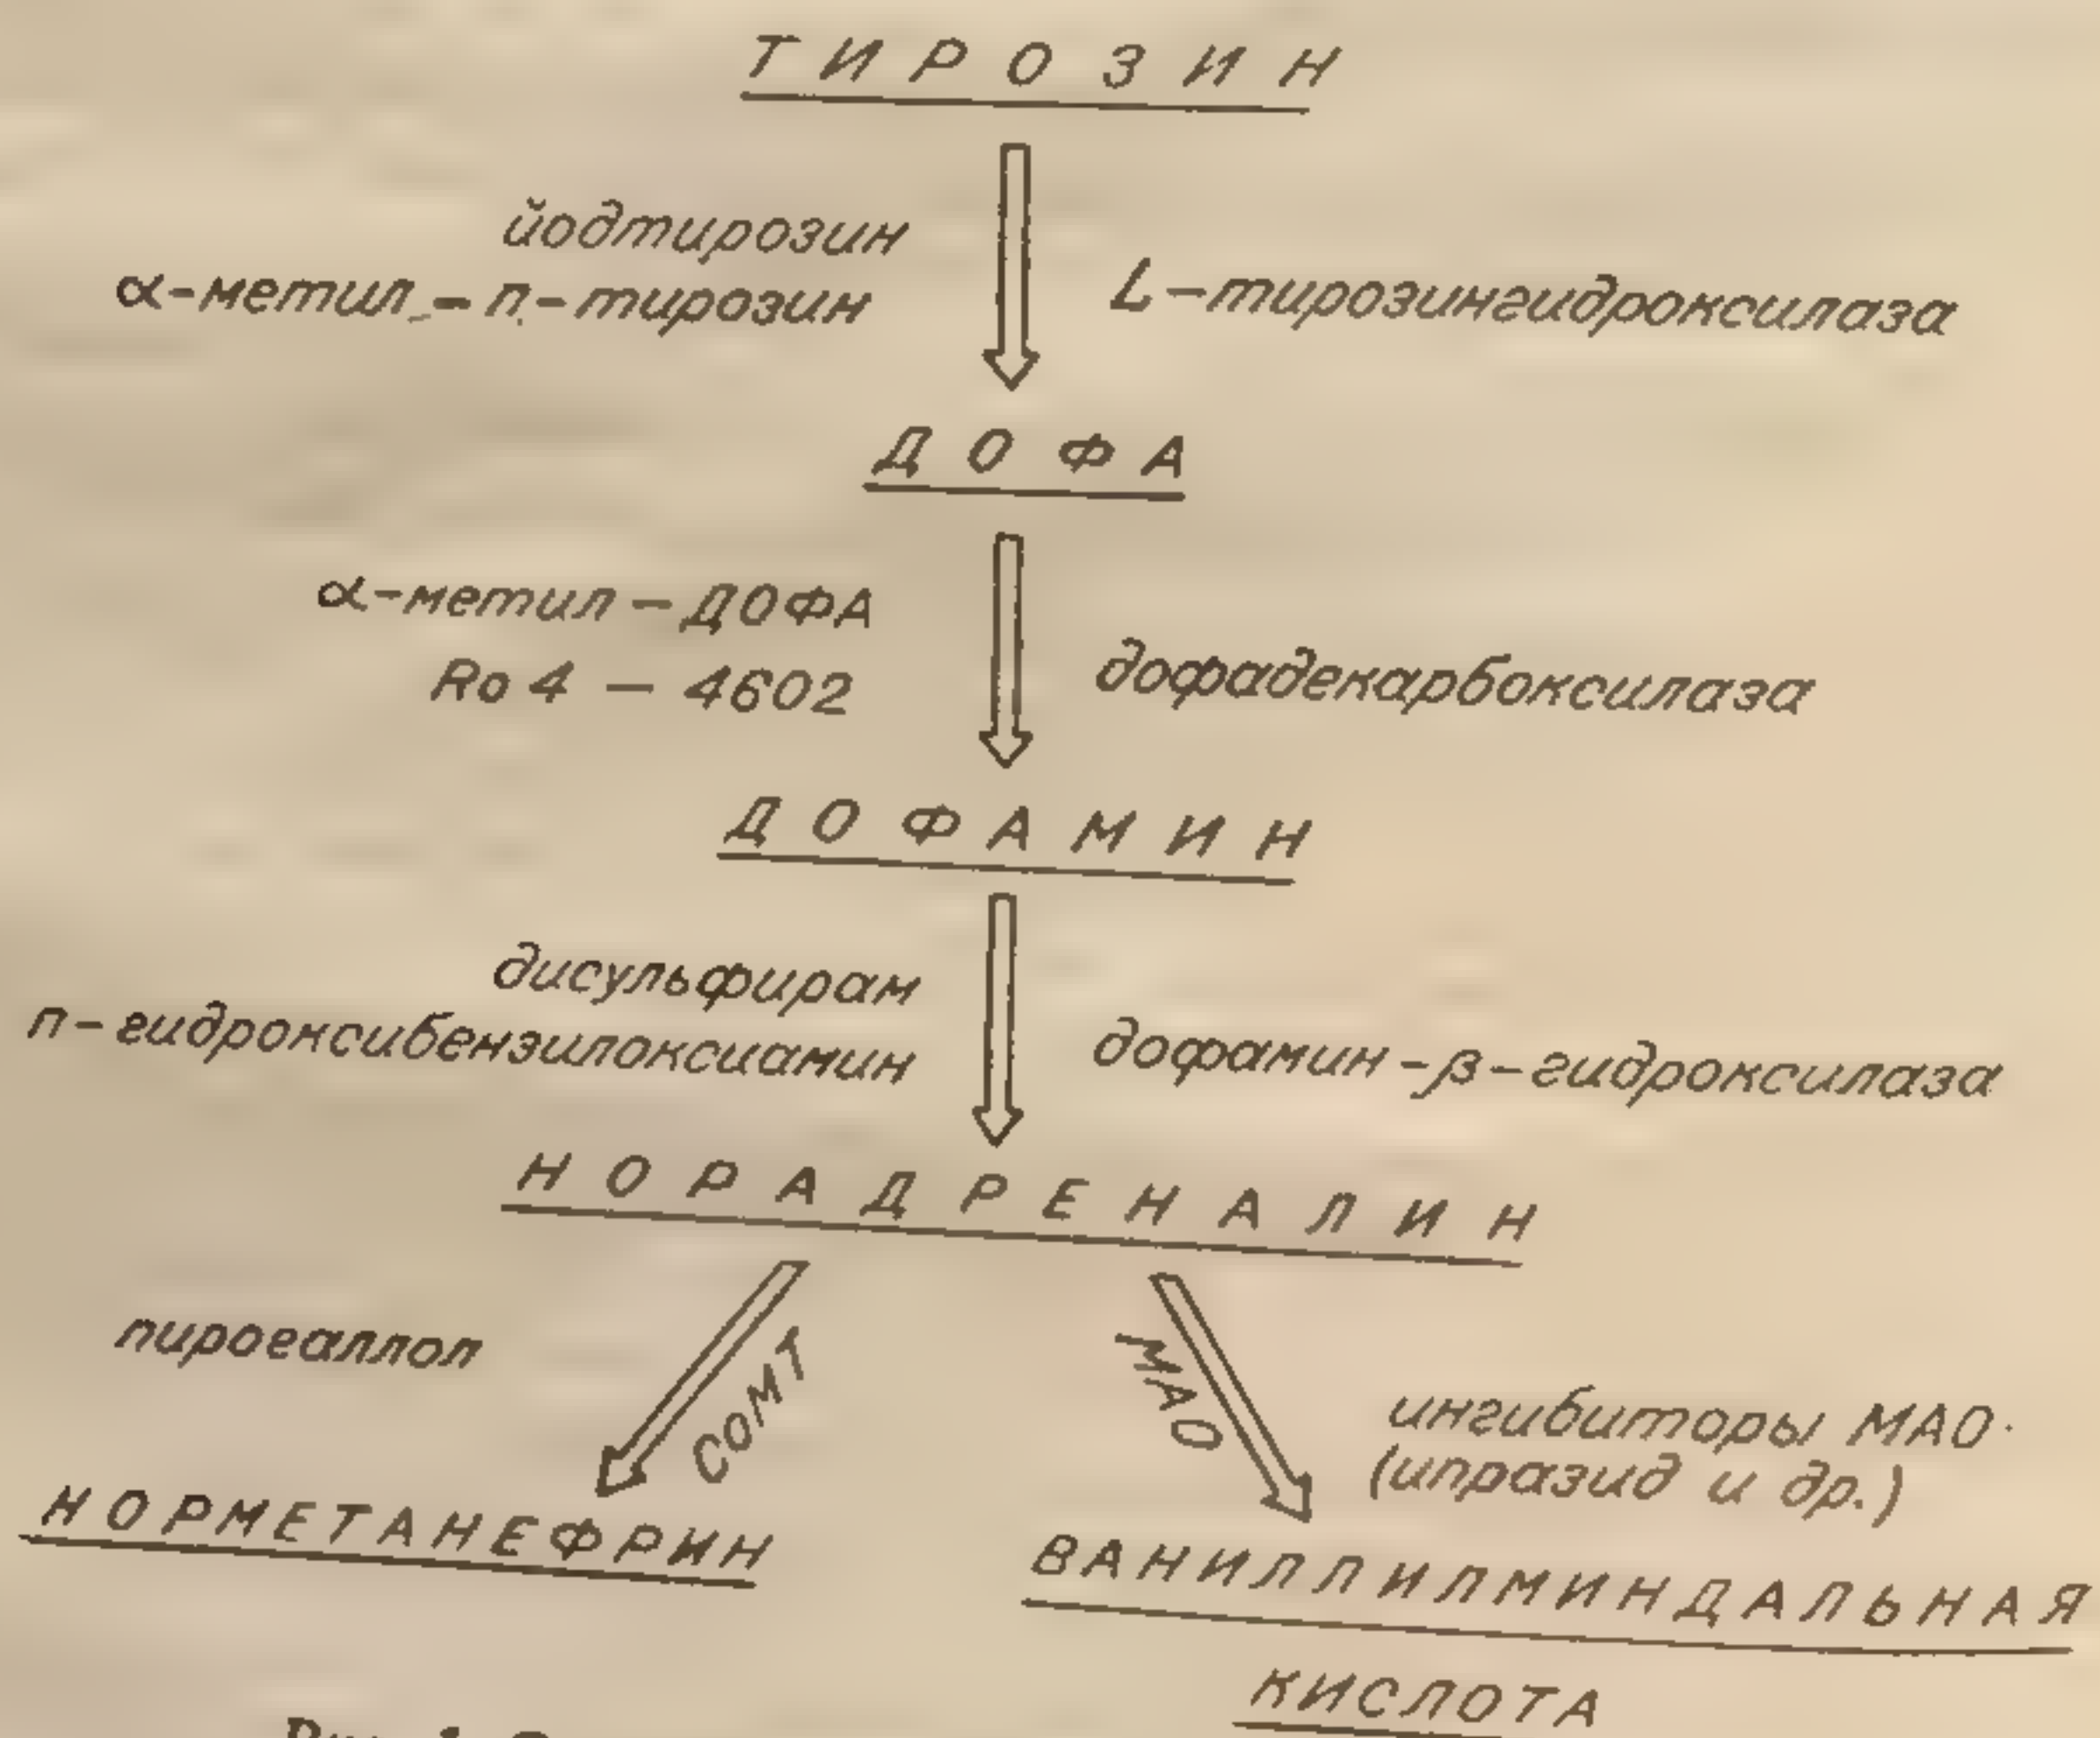 ТИРОЗИН
йодтирозин
α-метил-п-тирозин
L-тирозингидроксилаза
ДОФА
α-метил-ДОФА
Ro 4 - 4602
дофадекарбоксилаза
ДОФАМИН
дисульфирам
п-гидроксибензилоксиамин
дофамин-β-гидроксилаза
НОРАДРЕНАЛИН
пирогаллол
COMT
МАО
ингибиторы МАО
(ипразид и др.)
НОРМЕТАНЕФРИН
ВАНИЛЛИЛМИНДАЛЬНАЯ
КИСЛОТА